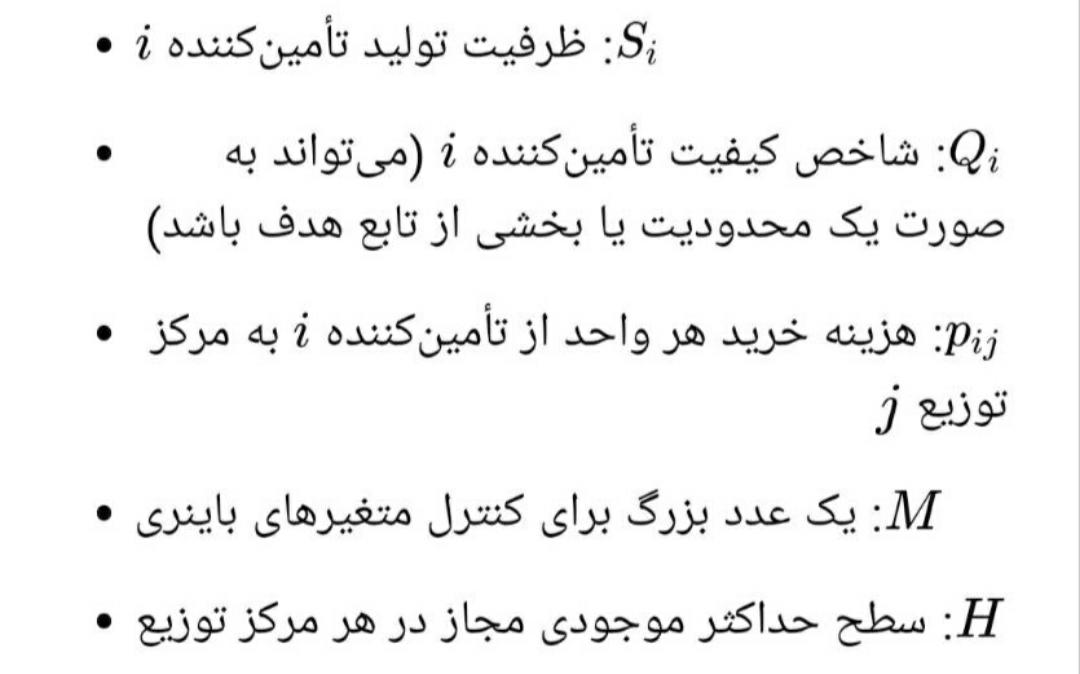 • $S_i$: ظرفیت تولید تأمین‌کننده $i$
• $Q_i$: شاخص کیفیت تأمین‌کننده $i$ (می‌تواند به
صورت یک محدودیت یا بخشی از تابع هدف باشد)
• $p_{ij}$: هزینه خرید هر واحد از تأمین‌کننده $i$ به مرکز
توزیع $j$
• $M$: یک عدد بزرگ برای کنترل متغیرهای باینری
• $H$: سطح حداکثر موجودی مجاز در هر مرکز توزیع